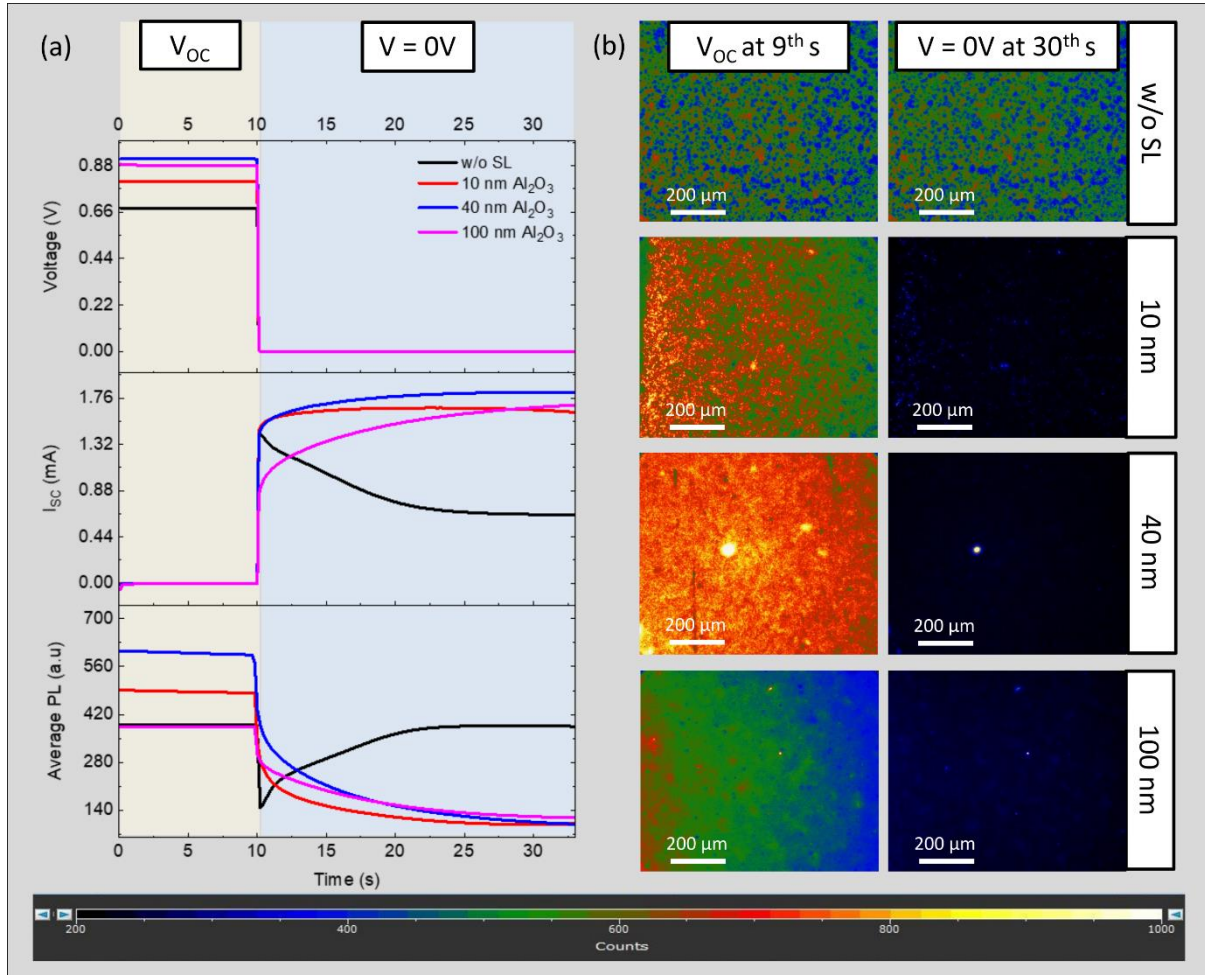 (a)
V_OC
V = 0V
0 5 10 15 20 25 30
Voltage (V)
0.88
0.66
0.44
0.22
0.00
w/o SL
10 nm Al₂O₃
40 nm Al₂O₃
100 nm Al₂O₃
I_SC (mA)
1.76
1.32
0.88
0.44
0.00
Average PL (a.u)
700
560
420
280
140
0 5 10 15 20 25 30
Time (s)
(b)
V_OC at 9ᵗʰ s
V = 0V at 30ᵗʰ s
w/o SL
200 μm
200 μm
10 nm
200 μm
200 μm
40 nm
200 μm
200 μm
100 nm
200 μm
200 μm
200 400 600 800 1000
Counts